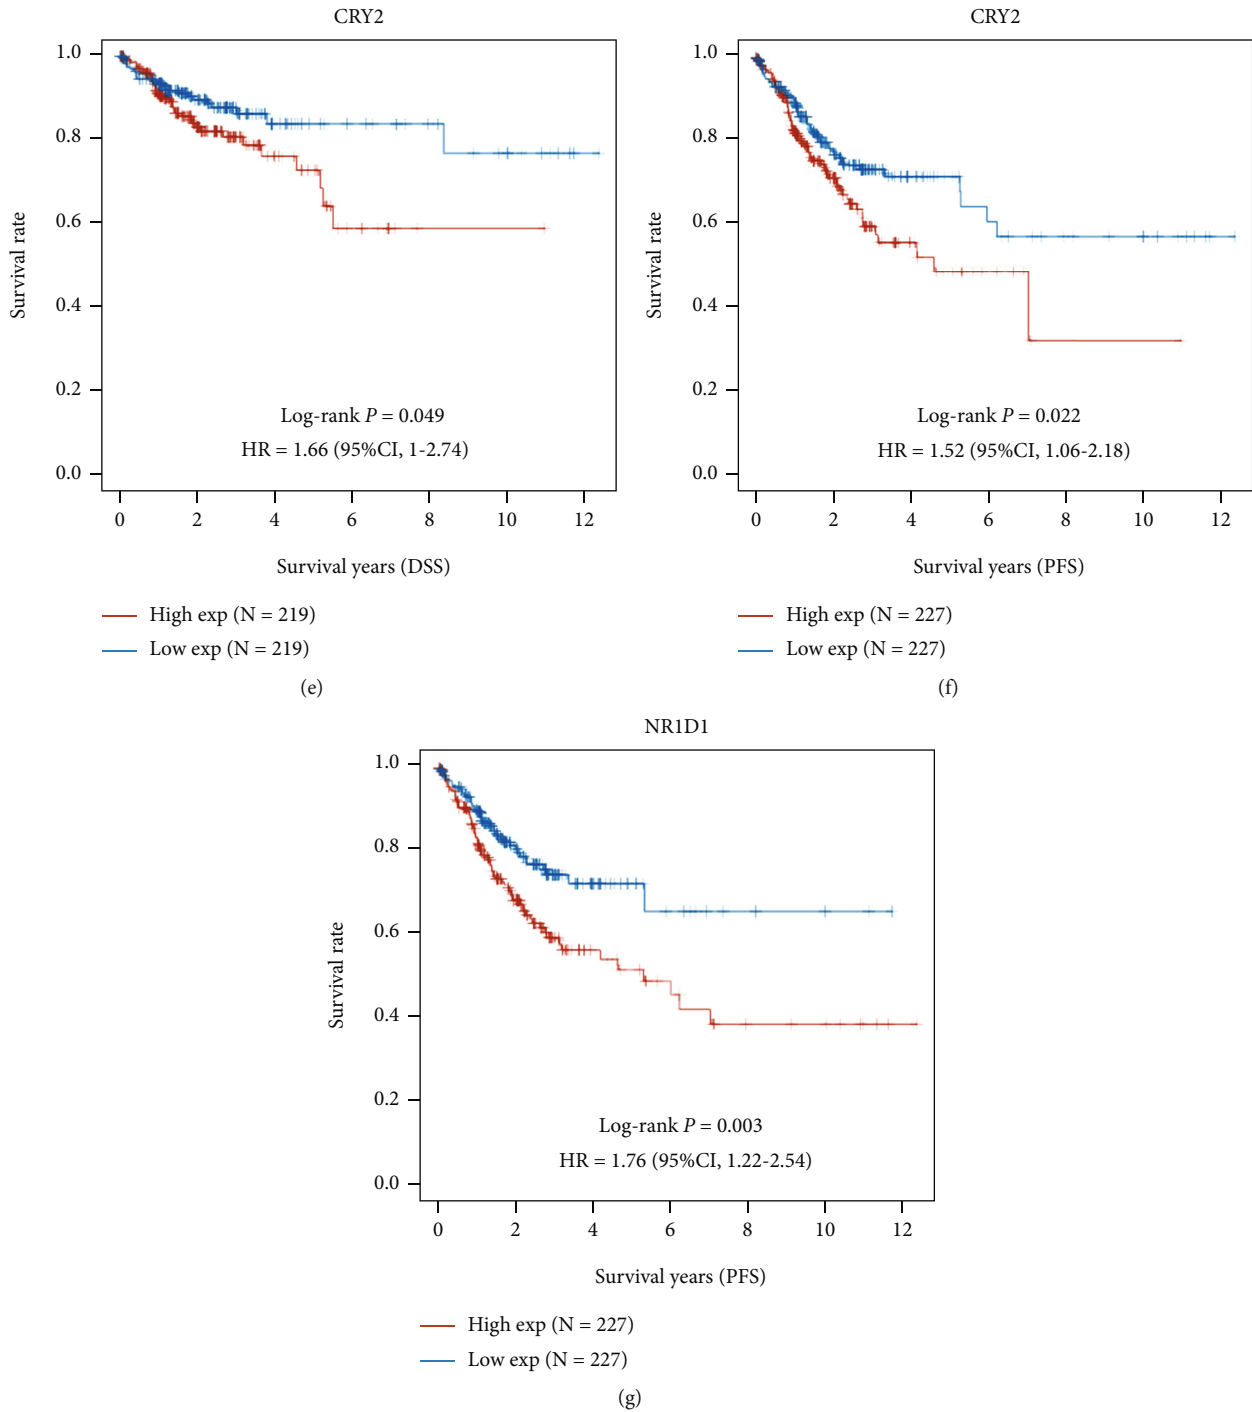 CRY2
1.0
0.8
0.6
0.4
0.2
0.0
Survival rate
Log-rank P = 0.049
HR = 1.66 (95%CI, 1-2.74)
0 2 4 6 8 10 12
Survival years (DSS)
High exp (N = 219)
Low exp (N = 219)
(e)
CRY2
1.0
0.8
0.6
0.4
0.2
0.0
Survival rate
Log-rank P = 0.022
HR = 1.52 (95%CI, 1.06-2.18)
0 2 4 6 8 10 12
Survival years (PFS)
High exp (N = 227)
Low exp (N = 227)
(f)
NR1D1
1.0
0.8
0.6
0.4
0.2
0.0
Survival rate
Log-rank P = 0.003
HR = 1.76 (95%CI, 1.22-2.54)
0 2 4 6 8 10 12
Survival years (PFS)
High exp (N = 227)
Low exp (N = 227)
(g)